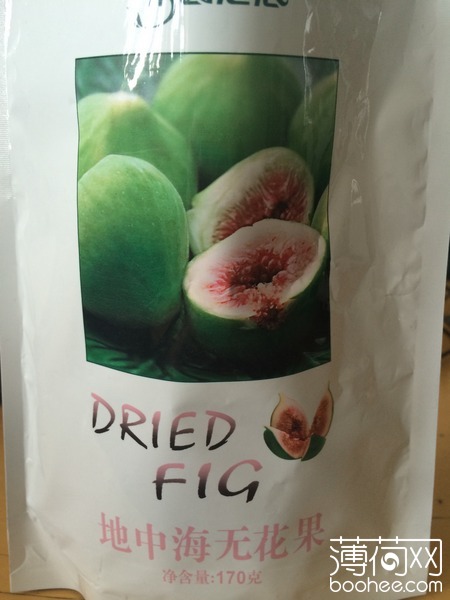 DRIED
FIG
地中海无花果
净含量:170克
薄荷网
boohee.com